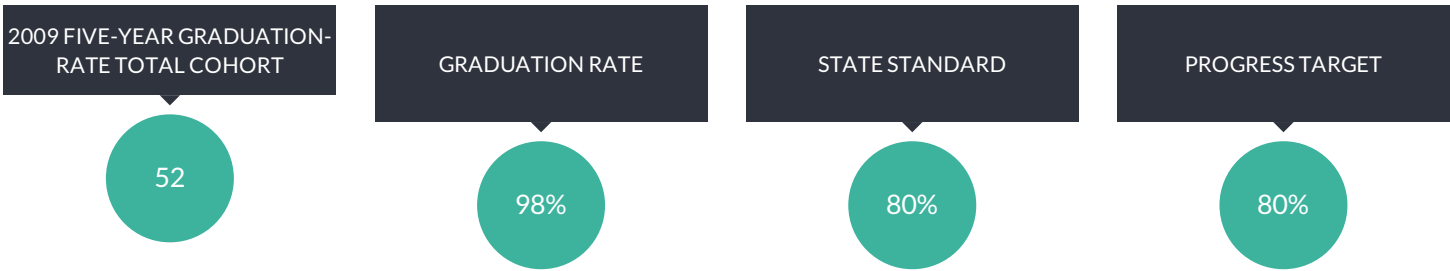 2009 FIVE-YEAR GRADUATION-
RATE TOTAL COHORT
52
GRADUATION RATE
98%
STATE STANDARD
80%
PROGRESS TARGET
80%